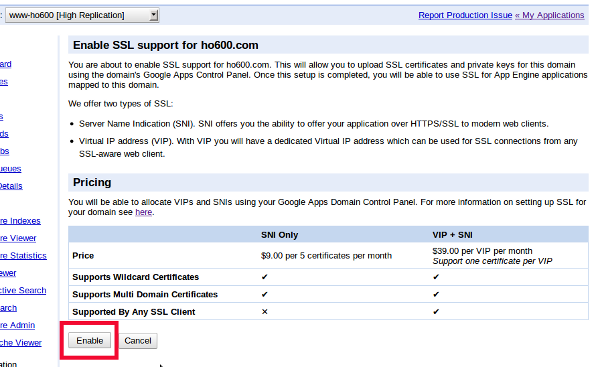 : www-ho600 [High Replication] Report Production Issue « My Applications
Enable SSL support for ho600.com
You are about to enable SSL support for ho600.com. This will allow you to upload SSL certificates and private keys for this domain
using the domain's Google Apps Control Panel. Once this setup is completed, you will be able to use SSL for App Engine applications
mapped to this domain.
We offer two types of SSL:
• Server Name Indication (SNI). SNI offers you the ability to offer your application over HTTPS/SSL to modern web clients.
• Virtual IP address (VIP). With VIP you will have a dedicated Virtual IP address which can be used for SSL connections from any
SSL-aware web client.
Pricing
You will be able to allocate VIPs and SNIs using your Google Apps Domain Control Panel. For more information on setting up SSL for
your domain see here.
SNI Only VIP + SNI
Price $9.00 per 5 certificates per month $39.00 per VIP per month
Support one certificate per VIP
Supports Wildcard Certificates ✔ ✔
Supports Multi Domain Certificates ✔ ✔
Supported By Any SSL Client ✕ ✔
Enable Cancel
ard
es
s
ds
bs
ueues
Details
re Indexes
re Viewer
re Statistics
ewer
ctive Search
arch
re Admin
che Viewer
ation